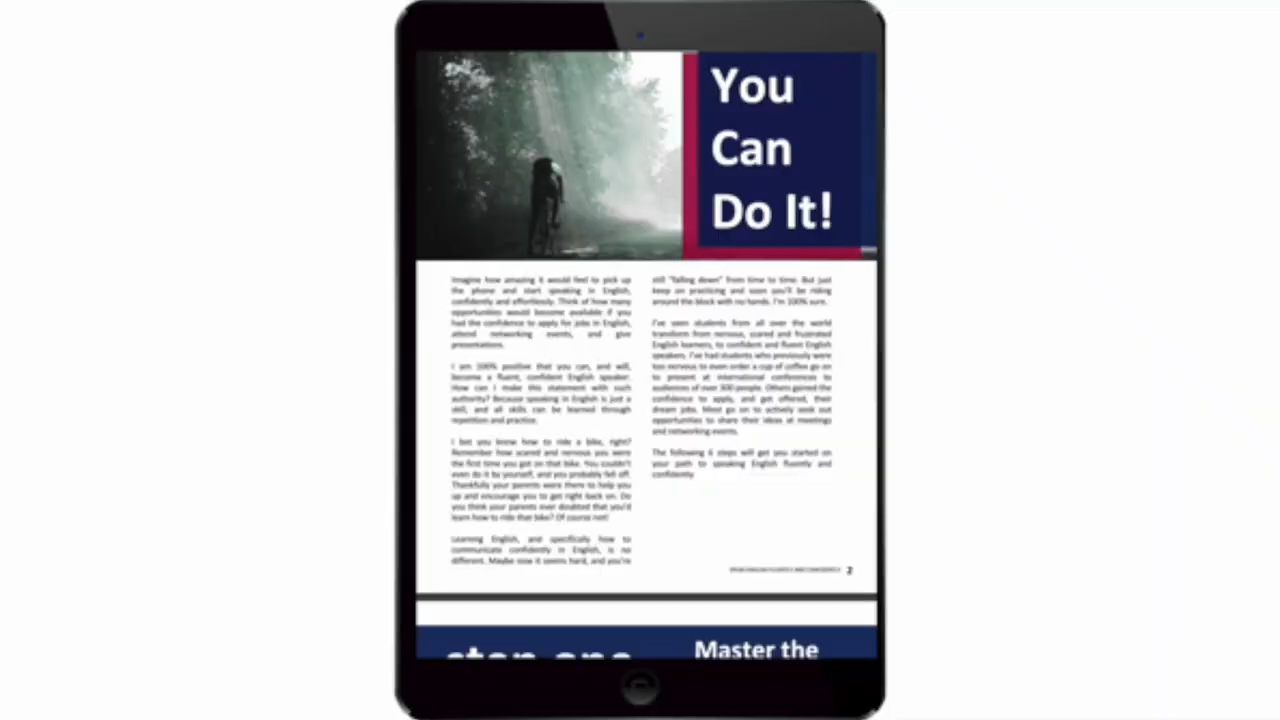 You
Can
Do It!
Imagine how amazing it would feel to pick up
the phone and start speaking in English,
confidently and effortlessly. Think of how many
opportunities would become available if you
had the confidence to apply for jobs in English,
attend networking events, and give
presentations.
I am 100% positive that you can, and will,
become a fluent, confident English speaker.
How can I make this statement with such
authority? Because speaking in English is just a
skill, and all skills can be learned through
repetition and practice.
I bet you knew how to ride a bike, right?
Remember how scared and nervous you were
the first time you got on that bike. You couldn't
even do it by yourself, and you probably fell off.
Thankfully your parents were there to help you
up and encourage you to get right back on. Do
you think your parents ever doubted that you'd
learn how to ride that bike? Of course not!
Learning English, and specifically how to
communicate confidently in English, is no
different. Maybe now it seems hard, and you're
still "falling down" from time to time. But just
keep on practicing and soon you'll be riding
around the block with no hands. I'm 100% sure.
I've seen students from all over the world
transform from nervous, scared and frustrated
English learners, to confident and fluent English
speakers. I've had students who previously were
too nervous to even order a cup of coffee go on
to present at international conferences to
audiences of over 300 people. Others gained the
confidence to apply, and get offered, their
dream jobs. Most go on to actively seek out
opportunities to share their ideas at meetings
and networking events.
The following 6 steps will get you started on
your path to speaking English fluently and
confidently
SPEAK ENGLISH FLUENTLY AND CONFIDENTLY 2
step one
Master the